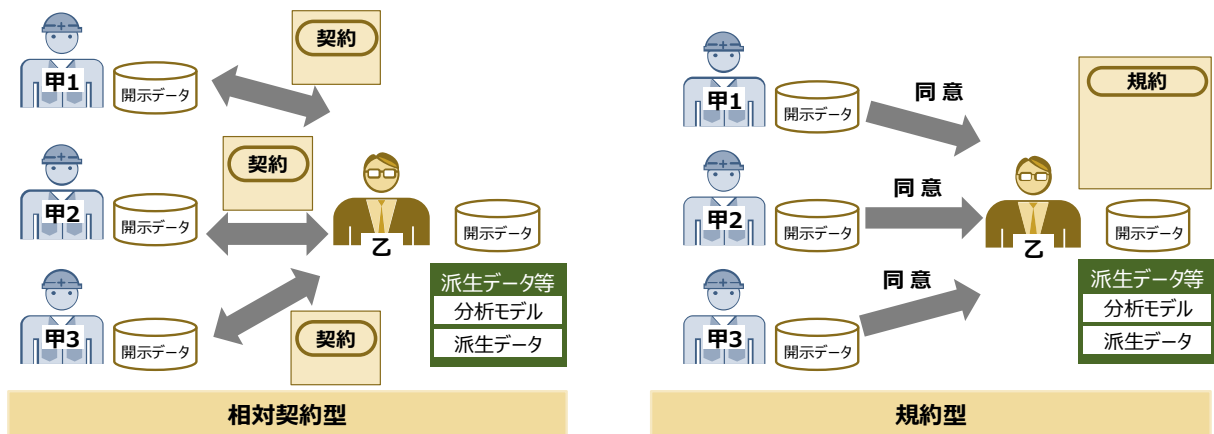 契約
甲1
開示データ
契約
甲2
開示データ
乙
開示データ
派生データ等
分析モデル
派生データ
甲3
開示データ
契約
相対契約型
規約
甲1
開示データ
同 意
甲2
開示データ
同 意
乙
開示データ
派生データ等
分析モデル
派生データ
甲3
開示データ
同 意
規約型